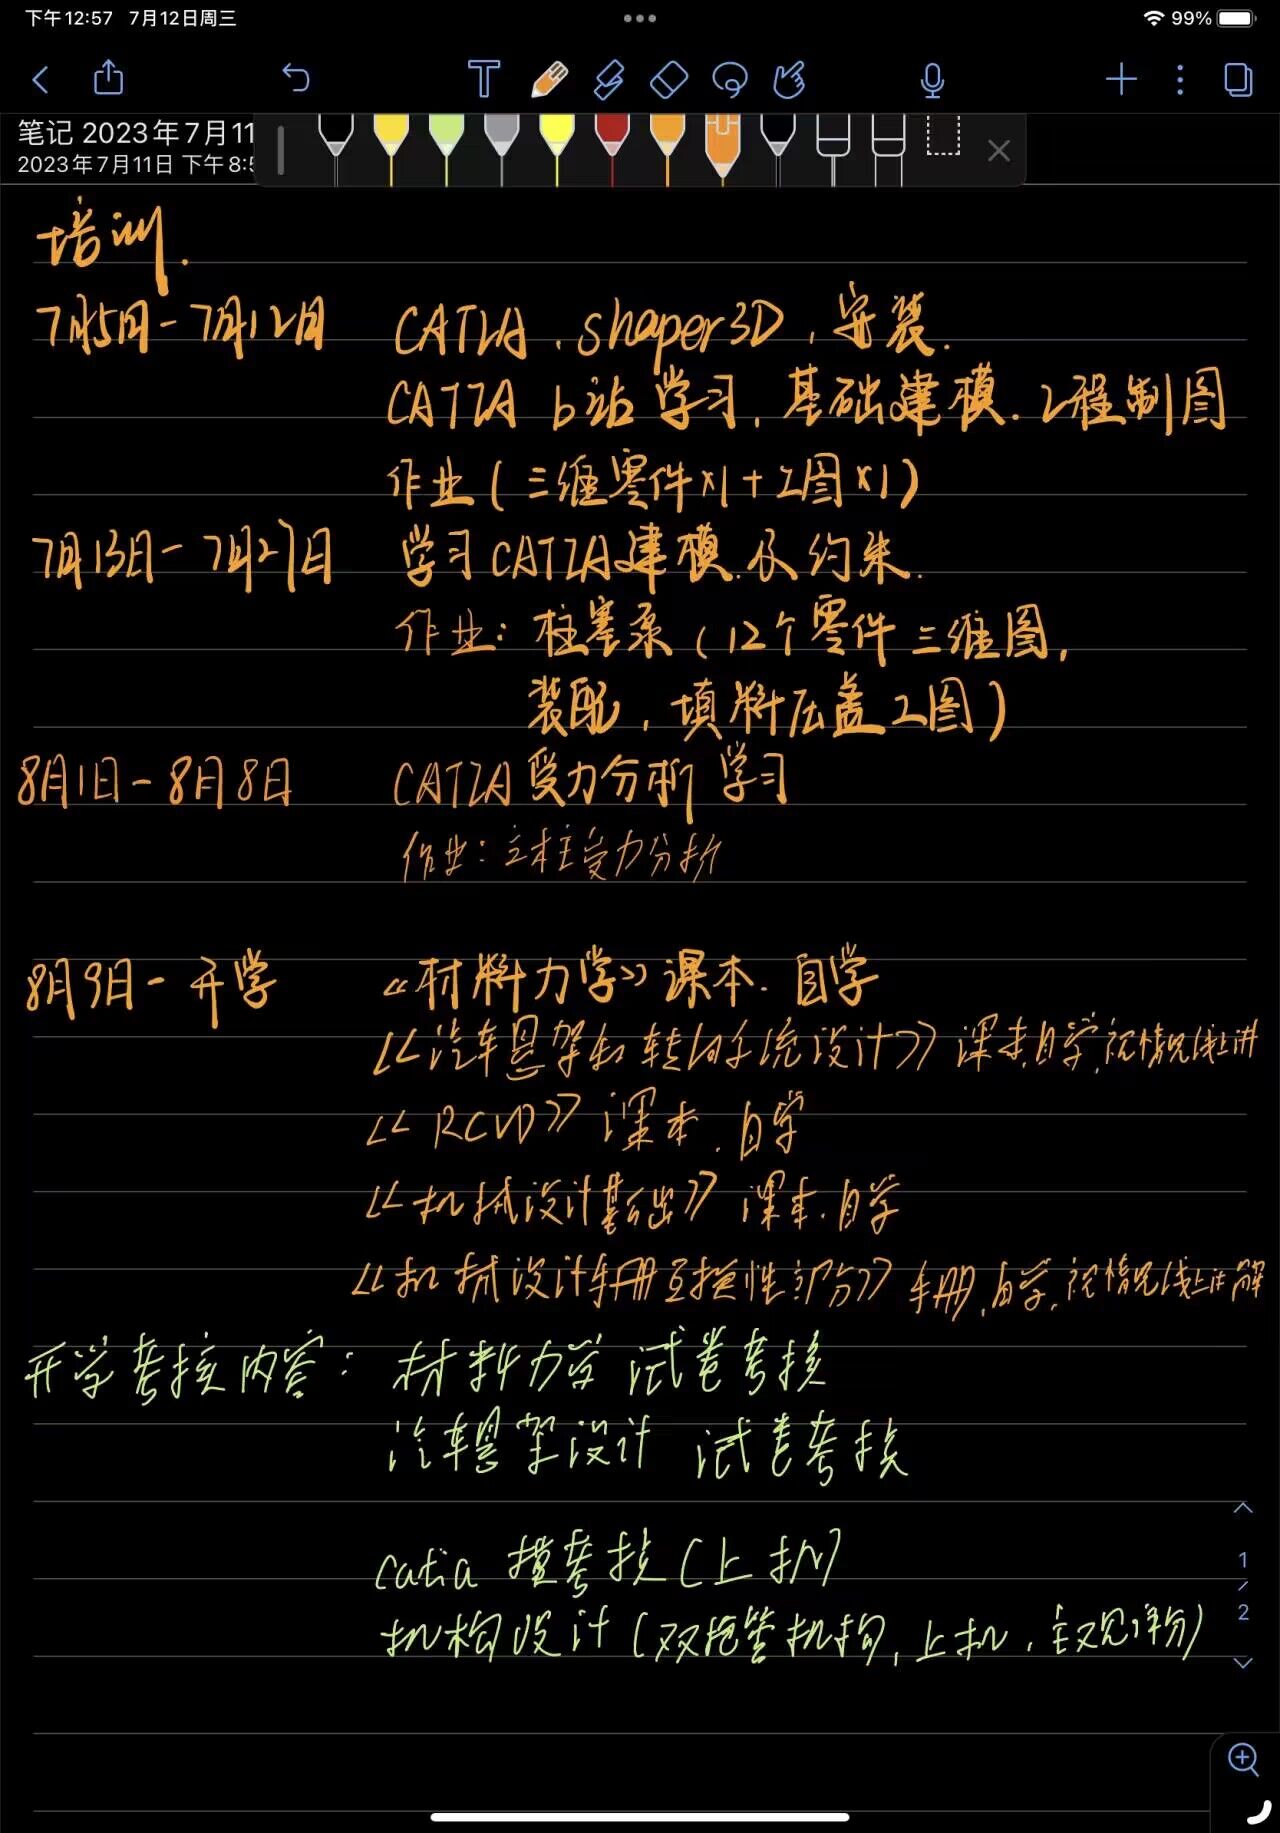 下午12:57 7月12日周三
99%
笔记 2023年7月11
2023年7月11日 下午8:5
培训.
7月5日-7月12日 CATIA、shaper3D,安装.
CATIA b站学习,基础建模.工程制图
作业(三维零件×1+工图×1)
7月13日-7月27日 学习CATIA建模及约束.
作业:柱塞泵(12个零件三维图,
装配,填料压盖工图)
8月1日-8月8日 CATIA受力分析学习
作业:立柱受力分析
8月9日-开学 《材料力学》课本.自学
《汽车悬架和转向系统设计》课本,自学,视情况线上讲
《RCVD》课本.自学
《机械设计基础》课本.自学
《机械设计手册互换性部分》手册,自学,视情况线上讲解
开学考核内容:材料力学 试卷考核
汽车悬架设计 试卷考核
catia 摸考核(上机)
机构设计(双摇臂机构,上机,主观评分)
1
/
2